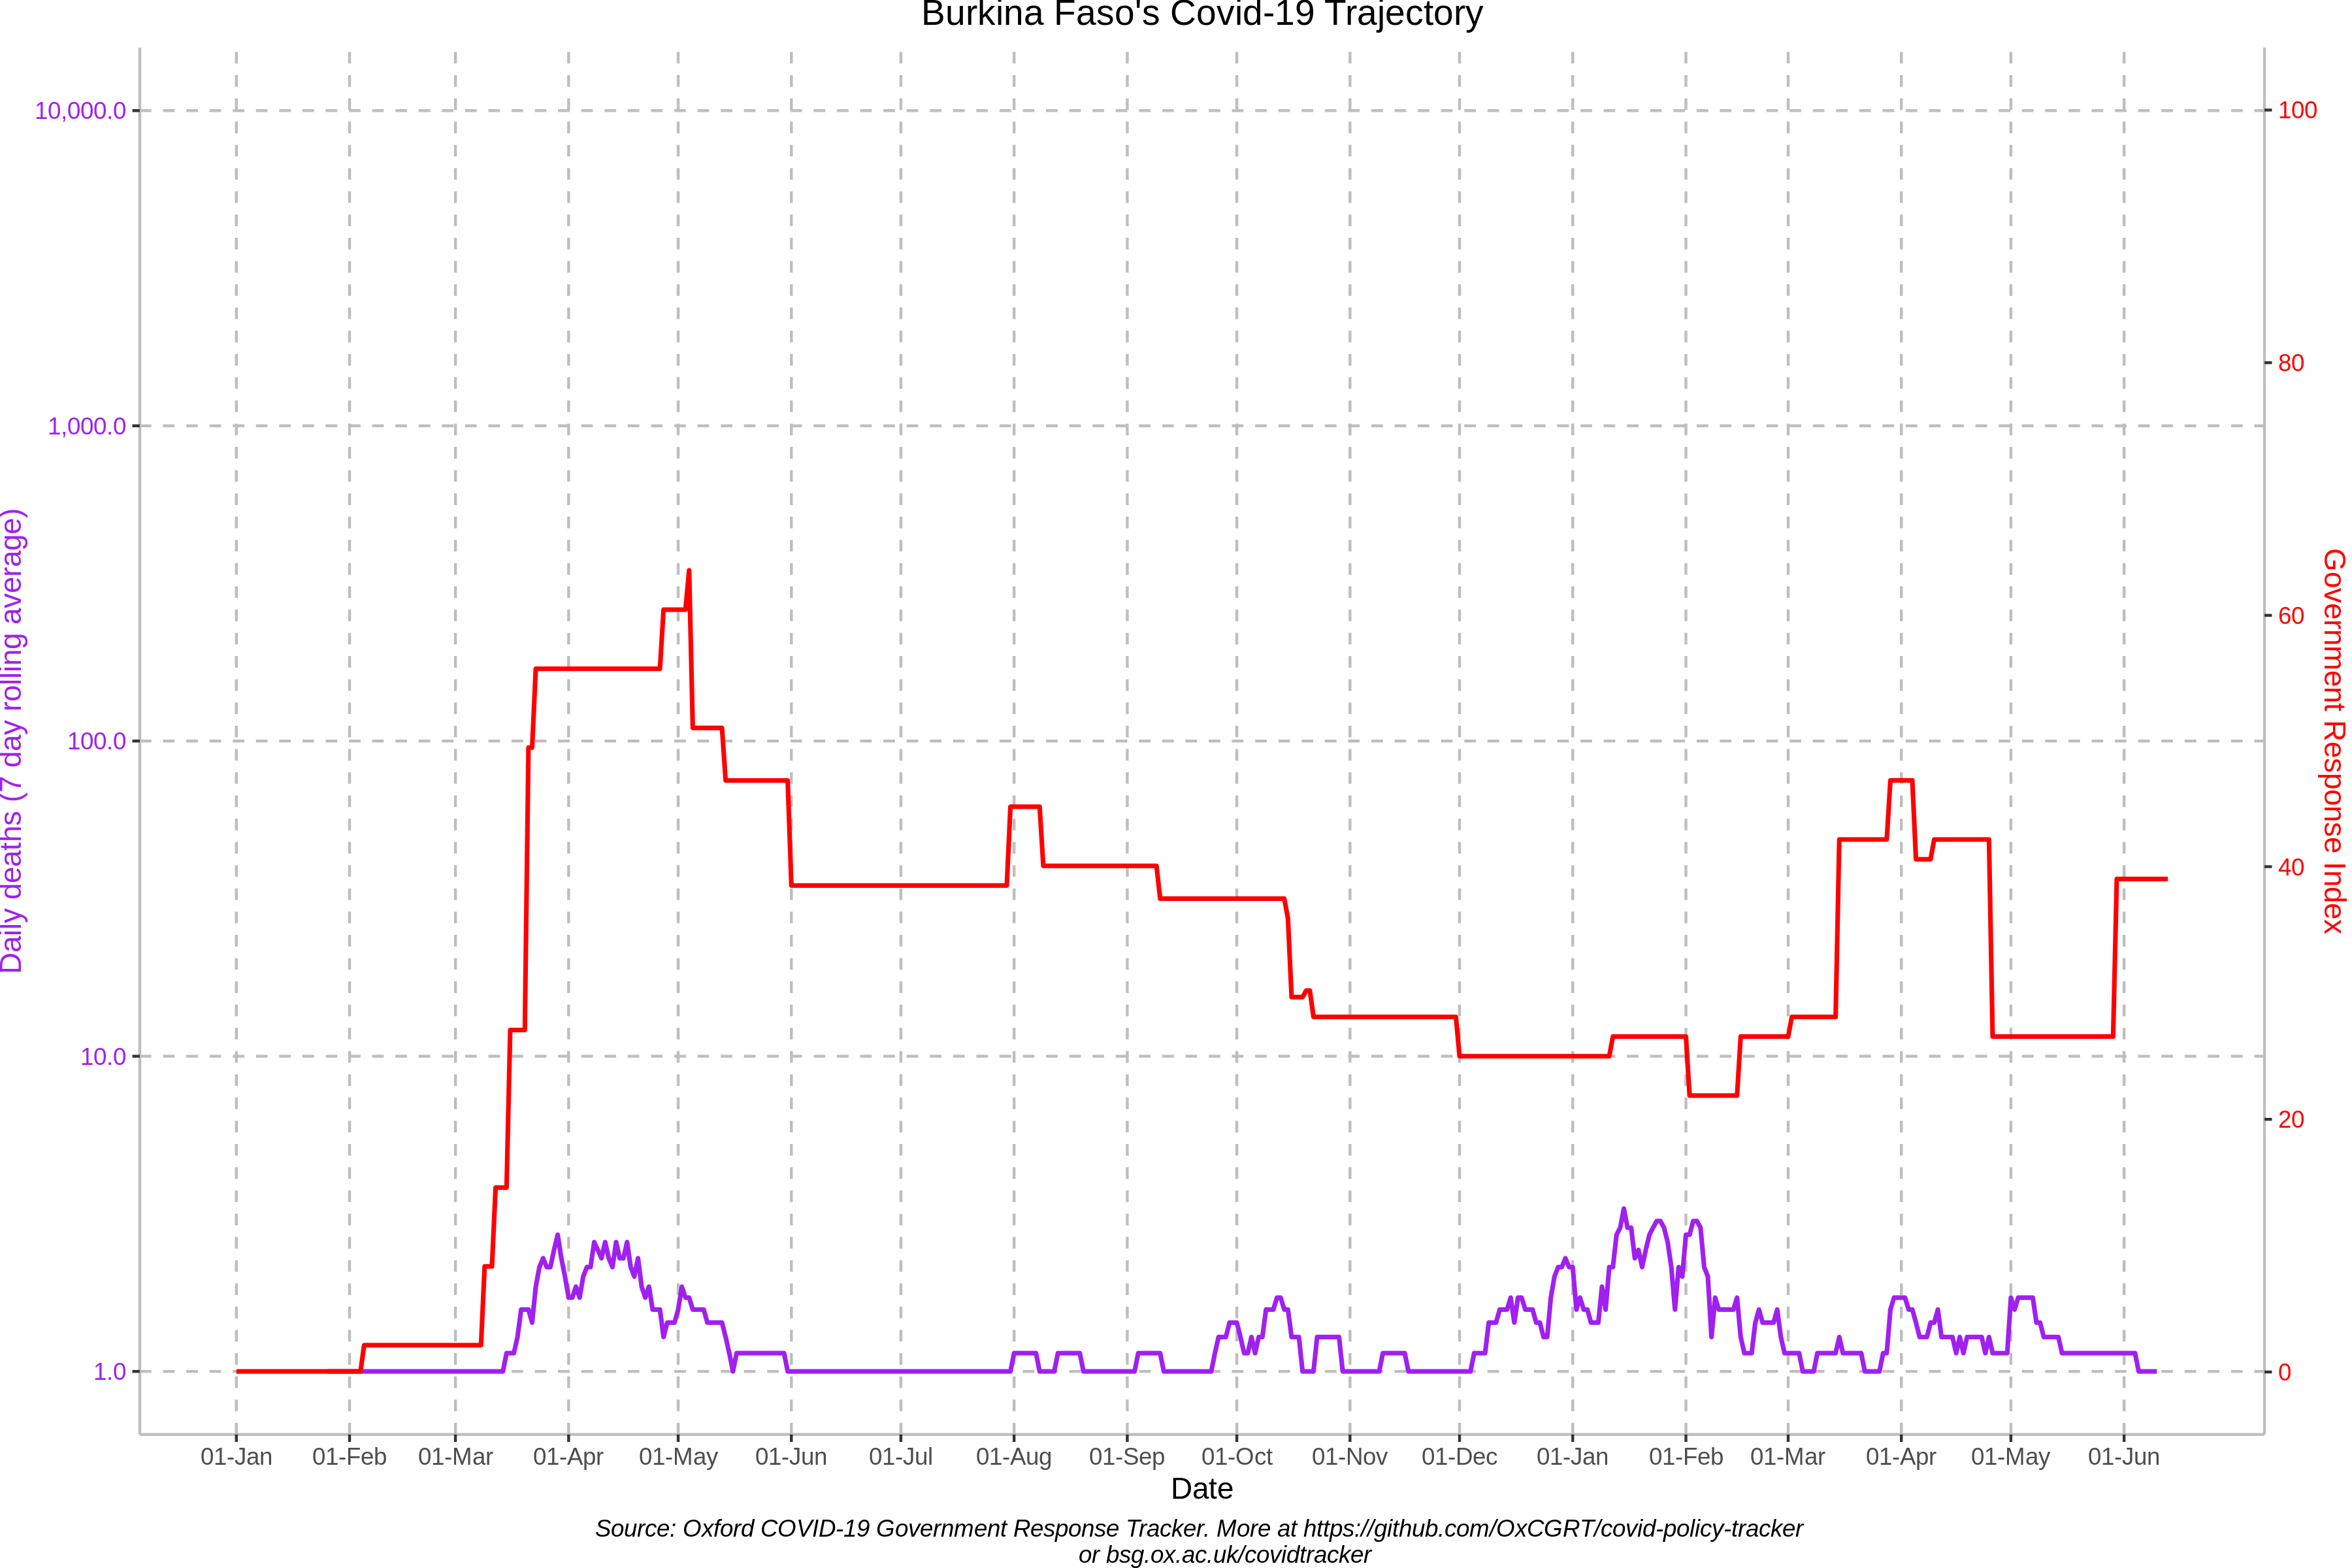 Burkina Faso's Covid-19 Trajectory
10,000.0
1,000.0
100.0
10.0
1.0
Daily deaths (7 day rolling average)
100
80
60
40
20
0
Government Response Index
01-Jan 01-Feb 01-Mar 01-Apr 01-May 01-Jun 01-Jul 01-Aug 01-Sep 01-Oct 01-Nov 01-Dec 01-Jan 01-Feb 01-Mar 01-Apr 01-May 01-Jun
Date
Source: Oxford COVID-19 Government Response Tracker. More at https://github.com/OxCGRT/covid-policy-tracker
or bsg.ox.ac.uk/covidtracker